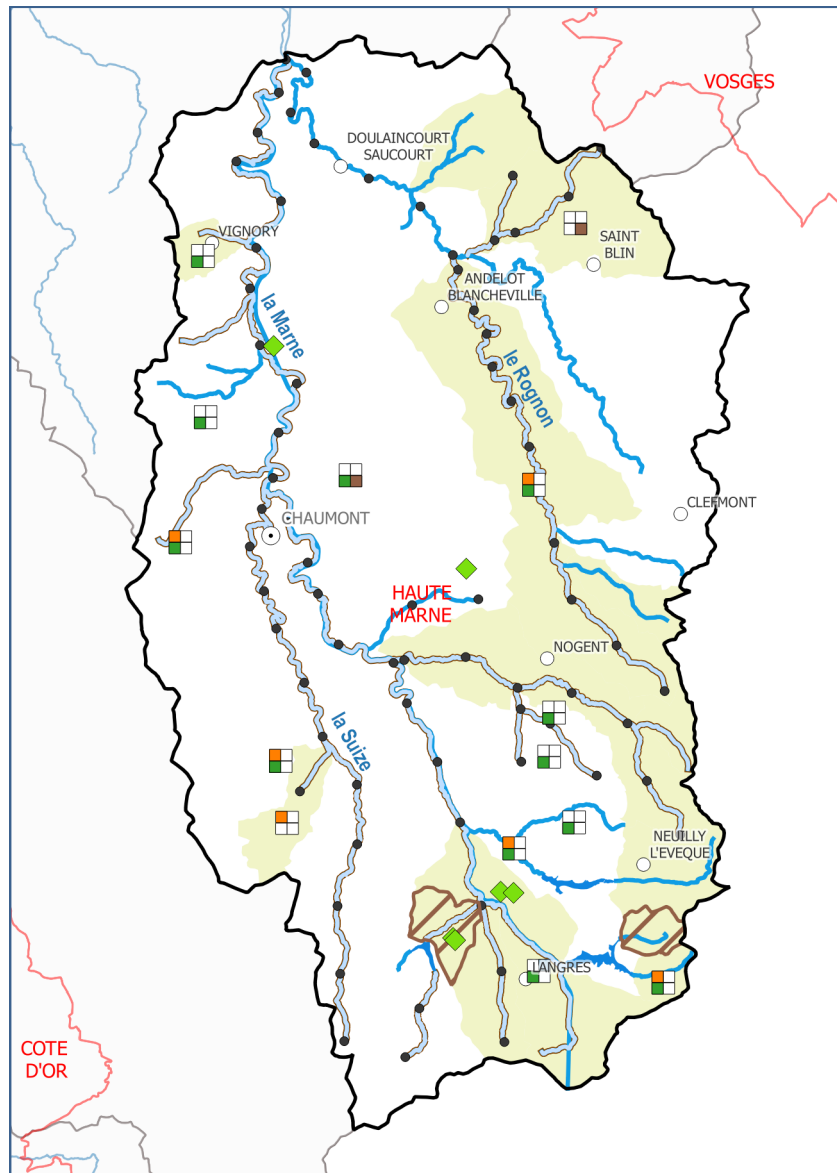 VOSGES
DOULAINCOURT
SAUCOURT
VIGNORY
SAINT
BLIN
ANDELOT
BLANCHEVILLE
la Marne
le Rognon
CLEFMONT
CHAUMONT
HAUTE
MARNE
NOGENT
la Suize
NEUILLY
L'EVEQUE
LANGRES
COTE
D'OR